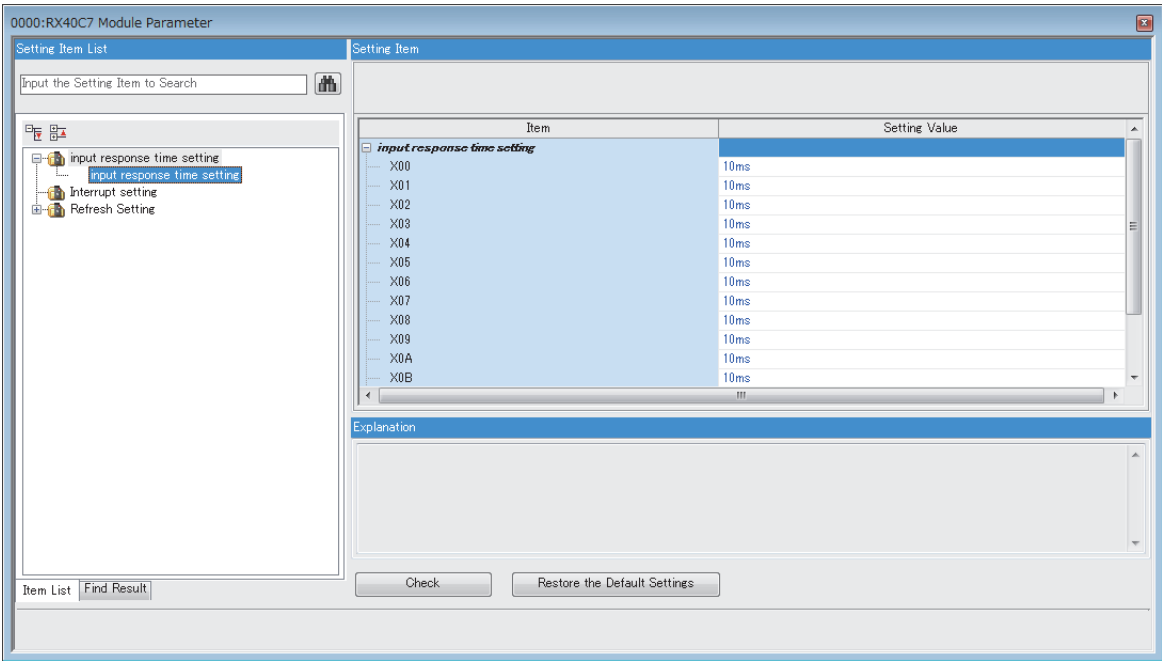 0000:RX40C7 Module Parameter
Setting Item List
Input the Setting Item to Search
input response time setting
input response time setting
Interrupt setting
Refresh Setting
Item List
Find Result
Setting Item
Item Setting Value
input response time setting
X00 10ms
X01 10ms
X02 10ms
X03 10ms
X04 10ms
X05 10ms
X06 10ms
X07 10ms
X08 10ms
X09 10ms
X0A 10ms
X0B 10ms
Explanation
Check
Restore the Default Settings